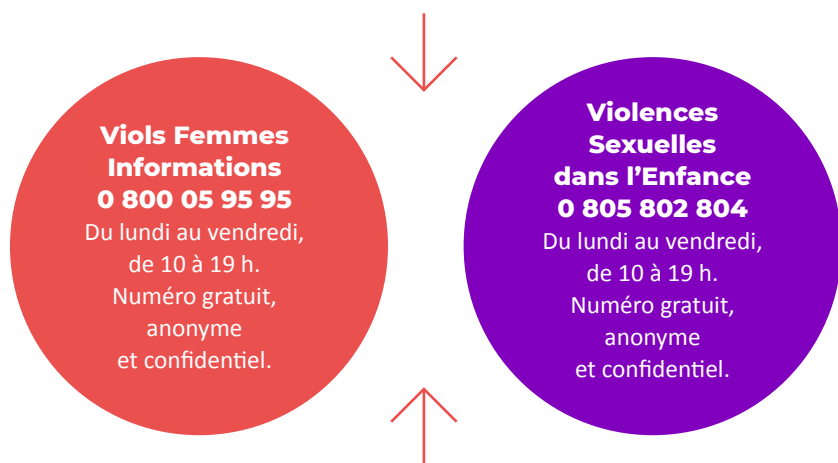 Viols Femmes
Informations
0 800 05 95 95
Du lundi au vendredi,
de 10 à 19 h.
Numéro gratuit,
anonyme
et confidentiel.
Violences
Sexuelles
dans l’Enfance
0 805 802 804
Du lundi au vendredi,
de 10 à 19 h.
Numéro gratuit,
anonyme
et confidentiel.